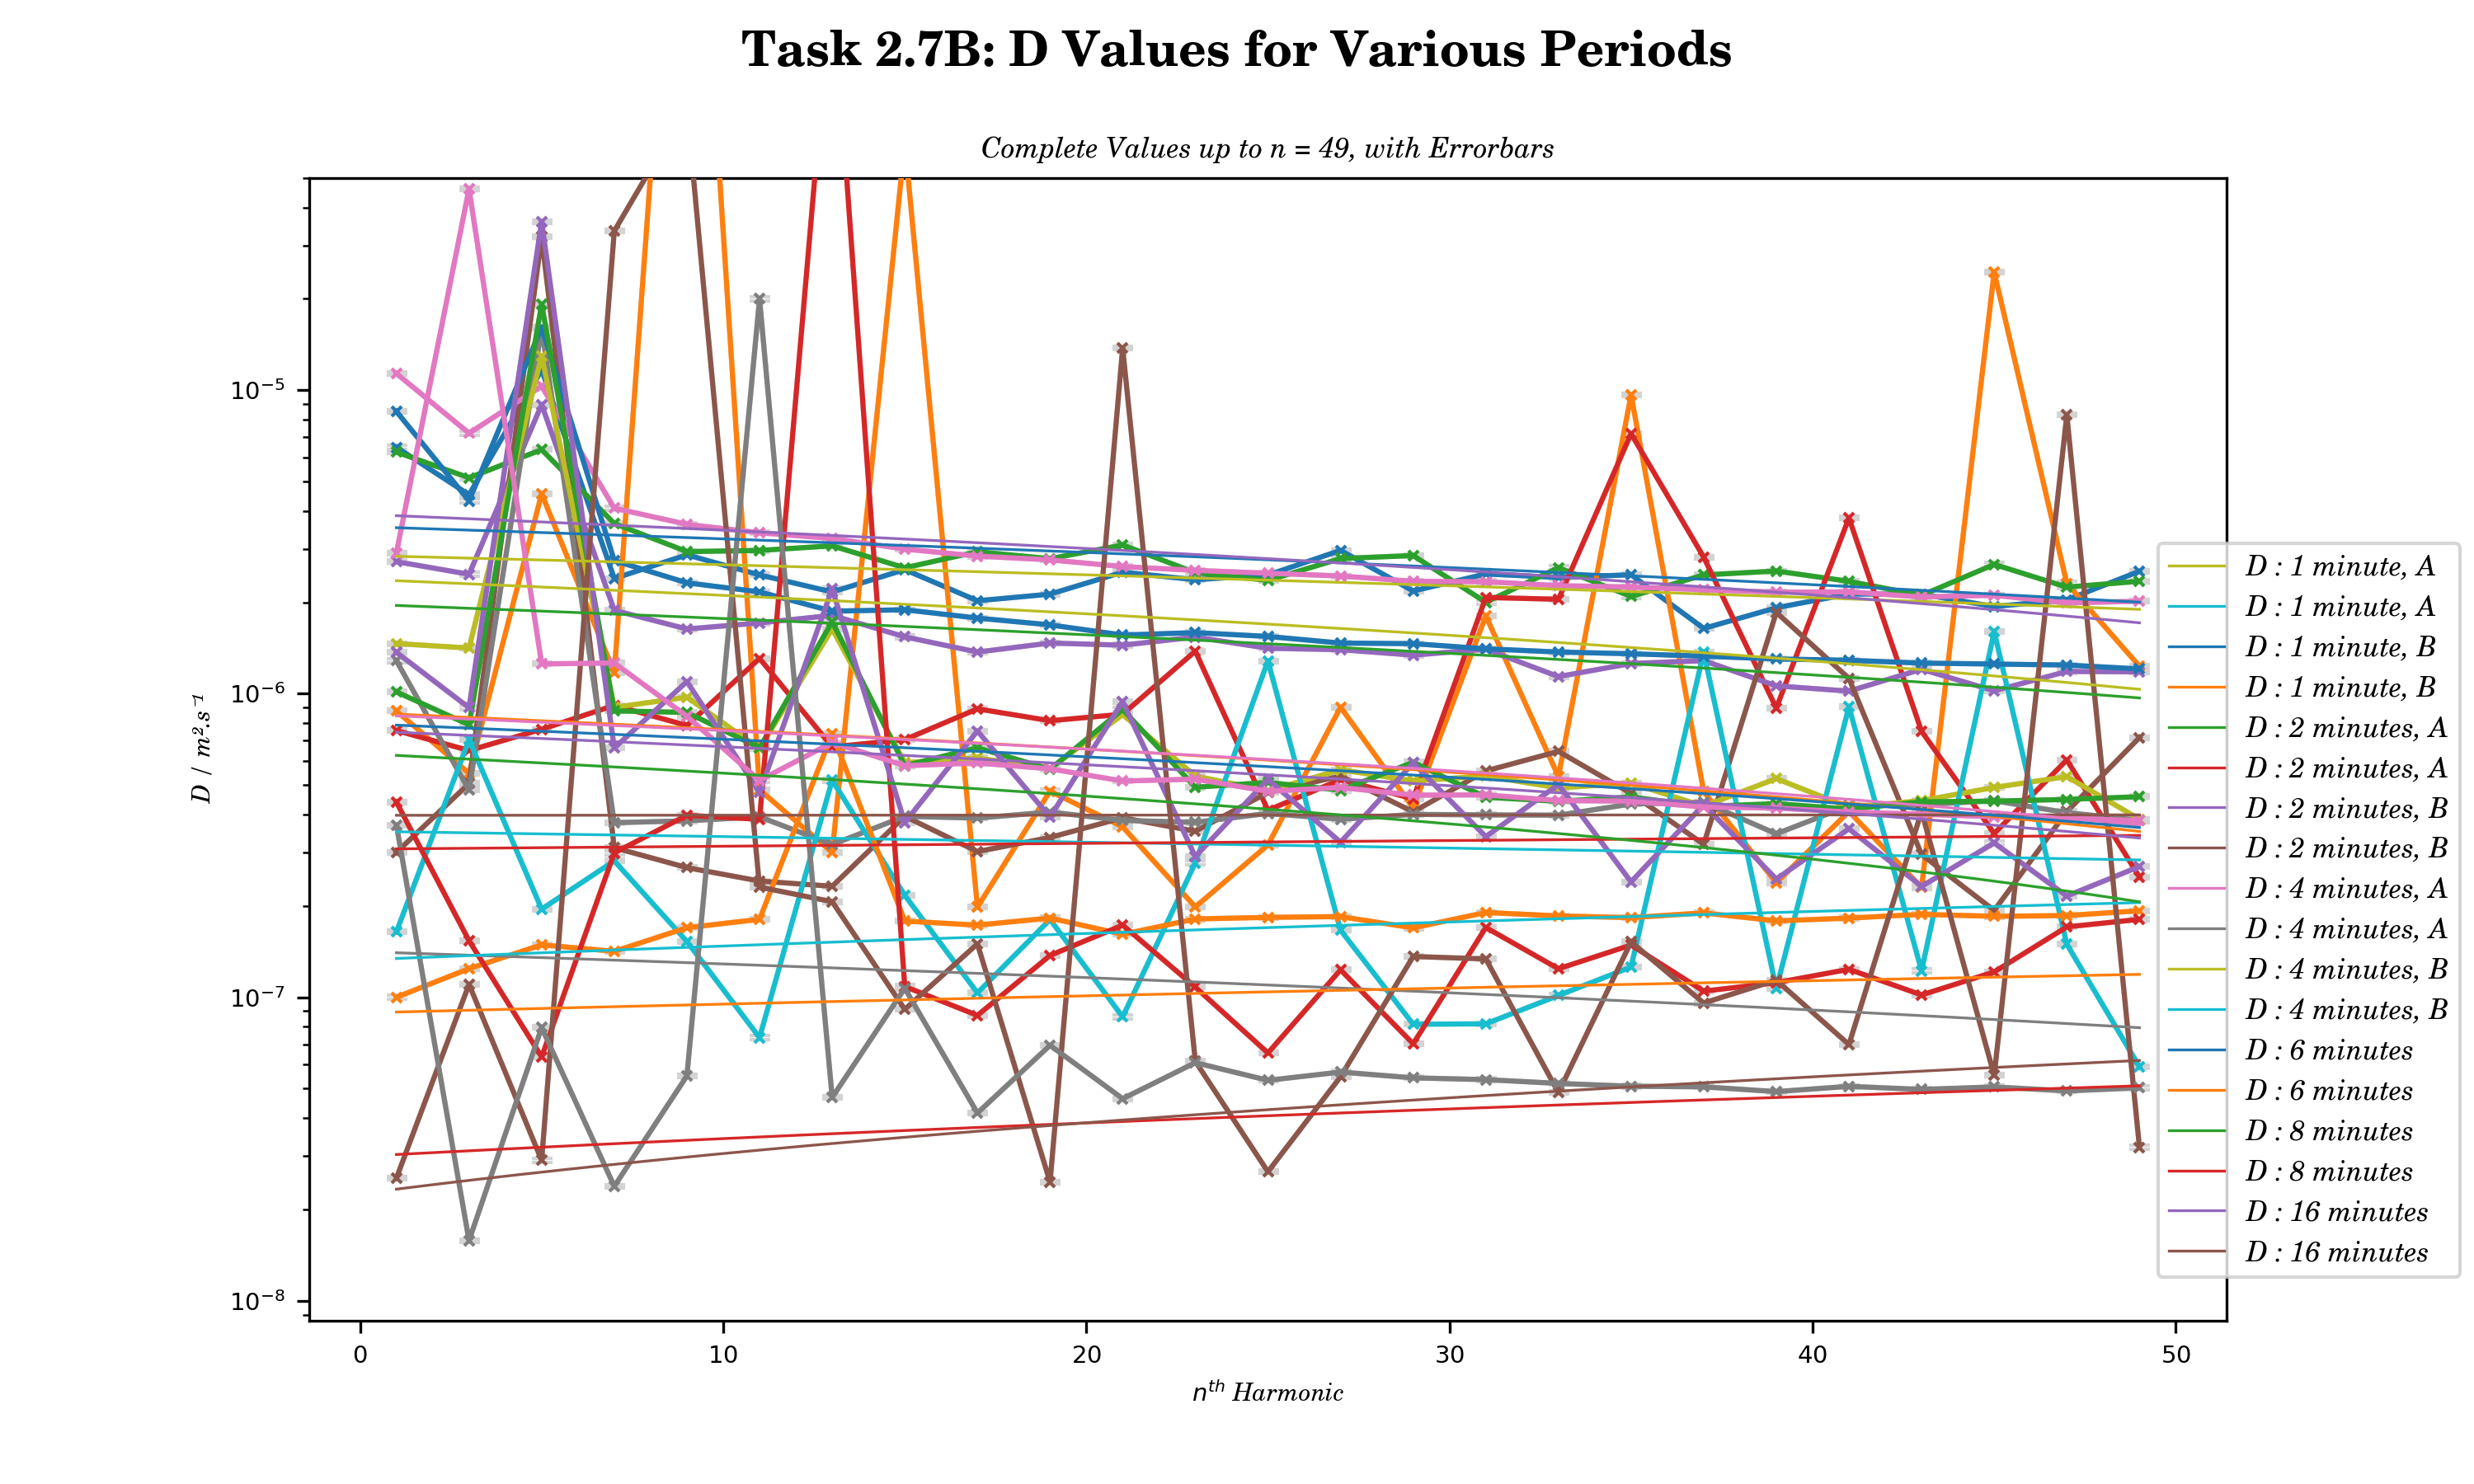 Task 2.7B: D Values for Various Periods
Complete Values up to n = 49, with Errorbars
D / m².s⁻¹
10⁻⁵
10⁻⁶
10⁻⁷
10⁻⁸
0 10 20 30 40 50
nᵗʰ Harmonic
D : 1 minute, A
D : 1 minute, A
D : 1 minute, B
D : 1 minute, B
D : 2 minutes, A
D : 2 minutes, A
D : 2 minutes, B
D : 2 minutes, B
D : 4 minutes, A
D : 4 minutes, A
D : 4 minutes, B
D : 4 minutes, B
D : 6 minutes
D : 6 minutes
D : 8 minutes
D : 8 minutes
D : 16 minutes
D : 16 minutes